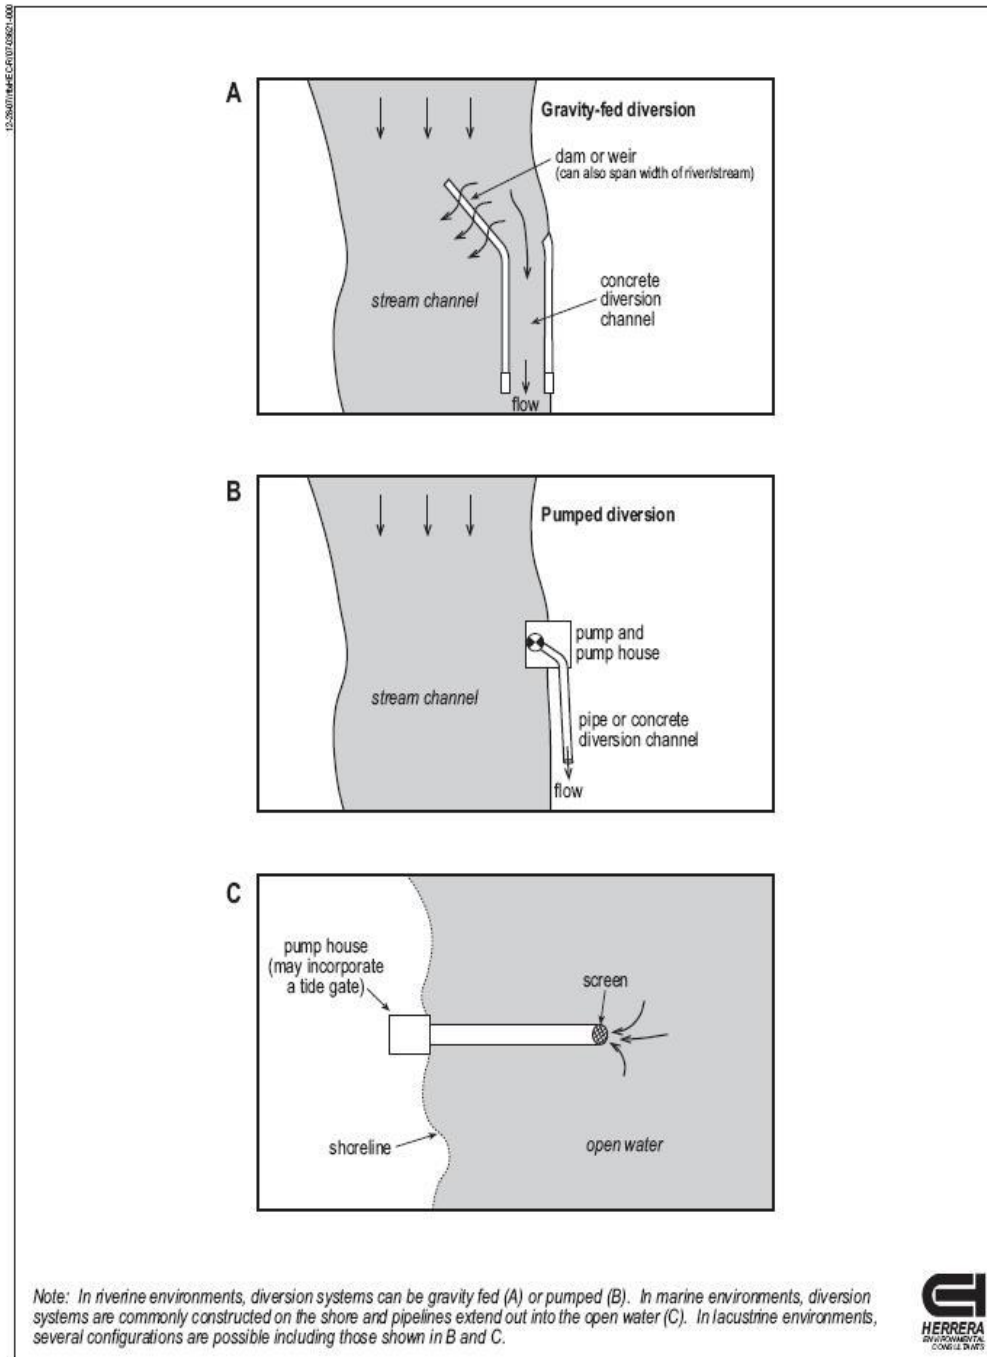 A
Gravity-fed diversion
dam or weir
(can also span width of river/stream)
concrete
diversion
channel
stream channel
flow
B
Pumped diversion
pump and
pump house
stream channel
pipe or concrete
diversion channel
flow
C
pump house
(may incorporate
a tide gate)
screen
shoreline
open water
Note: In riverine environments, diversion systems can be gravity fed (A) or pumped (B). In marine environments, diversion
systems are commonly constructed on the shore and pipelines extend out into the open water (C). In lacustrine environments,
several configurations are possible including those shown in B and C.
HERRERA
ENVIRONMENTAL
CONSULTANTS